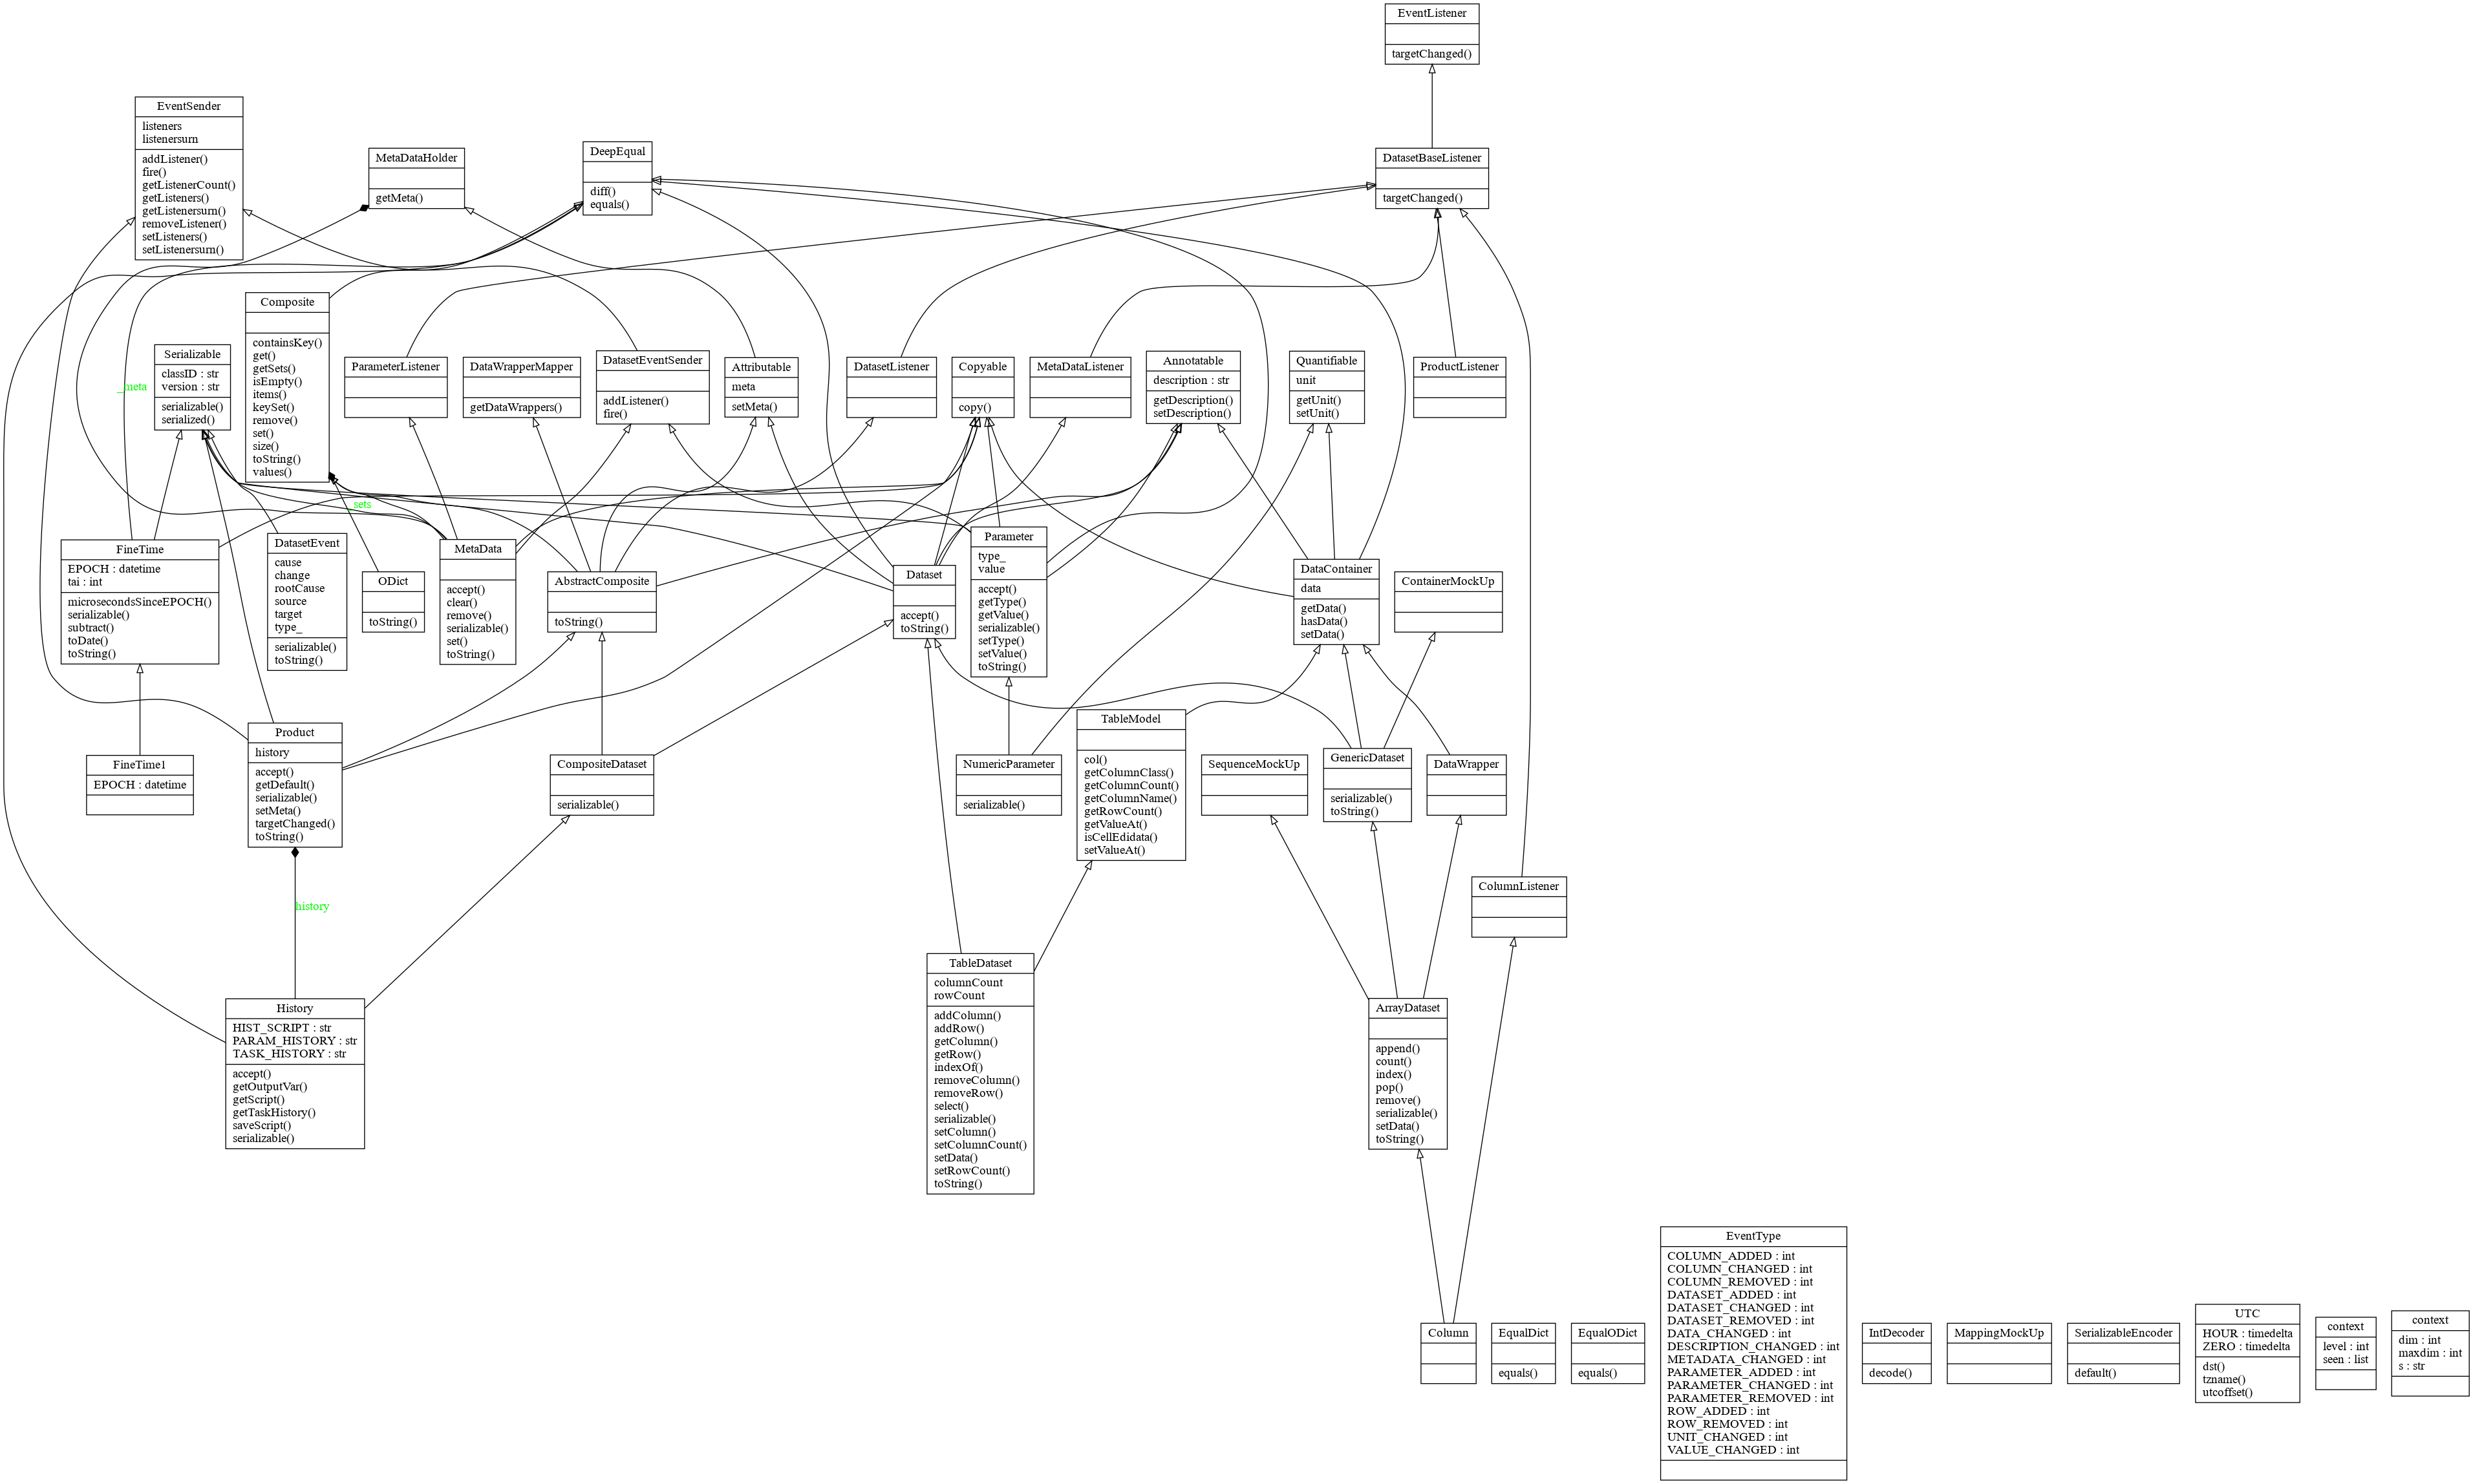 EventListener
targetChanged()
EventSender
listeners
listenersurn
addListener()
fire()
getListenerCount()
getListeners()
getListenersurn()
removeListener()
setListeners()
setListenersurn()
MetaDataHolder
getMeta()
DeepEqual
diff()
equals()
DatasetBaseListener
targetChanged()
Serializable
classID : str
version : str
serializable()
serialized()
Composite
containsKey()
get()
getSets()
isEmpty()
items()
keySet()
remove()
set()
size()
toString()
values()
ParameterListener
DataWrapperMapper
getDataWrappers()
DatasetEventSender
addListener()
fire()
Attributable
meta
setMeta()
DatasetListener
Copyable
copy()
MetaDataListener
Annotatable
description : str
getDescription()
setDescription()
Quantifiable
unit
getUnit()
setUnit()
ProductListener
_meta
_sets
FineTime
EPOCH : datetime
tai : int
microsecondsSinceEPOCH()
serializable()
subtract()
toDate()
toString()
DatasetEvent
cause
change
rootCause
source
target
type_
serializable()
toString()
ODict
toString()
MetaData
accept()
clear()
remove()
serializable()
set()
toString()
AbstractComposite
toString()
Dataset
accept()
toString()
Parameter
type_
value
accept()
getType()
getValue()
serializable()
setType()
setValue()
toString()
DataContainer
data
getData()
hasData()
setData()
ContainerMockUp
FineTime1
EPOCH : datetime
Product
history
accept()
getDefault()
serializable()
setMeta()
targetChanged()
toString()
CompositeDataset
serializable()
NumericParameter
serializable()
TableModel
col()
getColumnClass()
getColumnCount()
getColumnName()
getRowCount()
getValueAt()
isCellEdidata()
setValueAt()
SequenceMockUp
GenericDataset
serializable()
toString()
DataWrapper
history
ColumnListener
History
HIST_SCRIPT : str
PARAM_HISTORY : str
TASK_HISTORY : str
accept()
getOutputVar()
getScript()
getTaskHistory()
saveScript()
serializable()
TableDataset
columnCount
rowCount
addColumn()
addRow()
getColumn()
getRow()
indexOf()
removeColumn()
removeRow()
select()
serializable()
setColumn()
setColumnCount()
setData()
setRowCount()
toString()
ArrayDataset
append()
count()
index()
pop()
remove()
serializable()
setData()
toString()
Column
EqualDict
equals()
EqualODict
equals()
EventType
COLUMN_ADDED : int
COLUMN_CHANGED : int
COLUMN_REMOVED : int
DATASET_ADDED : int
DATASET_CHANGED : int
DATASET_REMOVED : int
DATA_CHANGED : int
DESCRIPTION_CHANGED : int
METADATA_CHANGED : int
PARAMETER_ADDED : int
PARAMETER_CHANGED : int
PARAMETER_REMOVED : int
ROW_ADDED : int
ROW_REMOVED : int
UNIT_CHANGED : int
VALUE_CHANGED : int
IntDecoder
decode()
MappingMockUp
SerializableEncoder
default()
UTC
HOUR : timedelta
ZERO : timedelta
dst()
tzname()
utcoffset()
context
level : int
seen : list
context
dim : int
maxdim : int
s : str